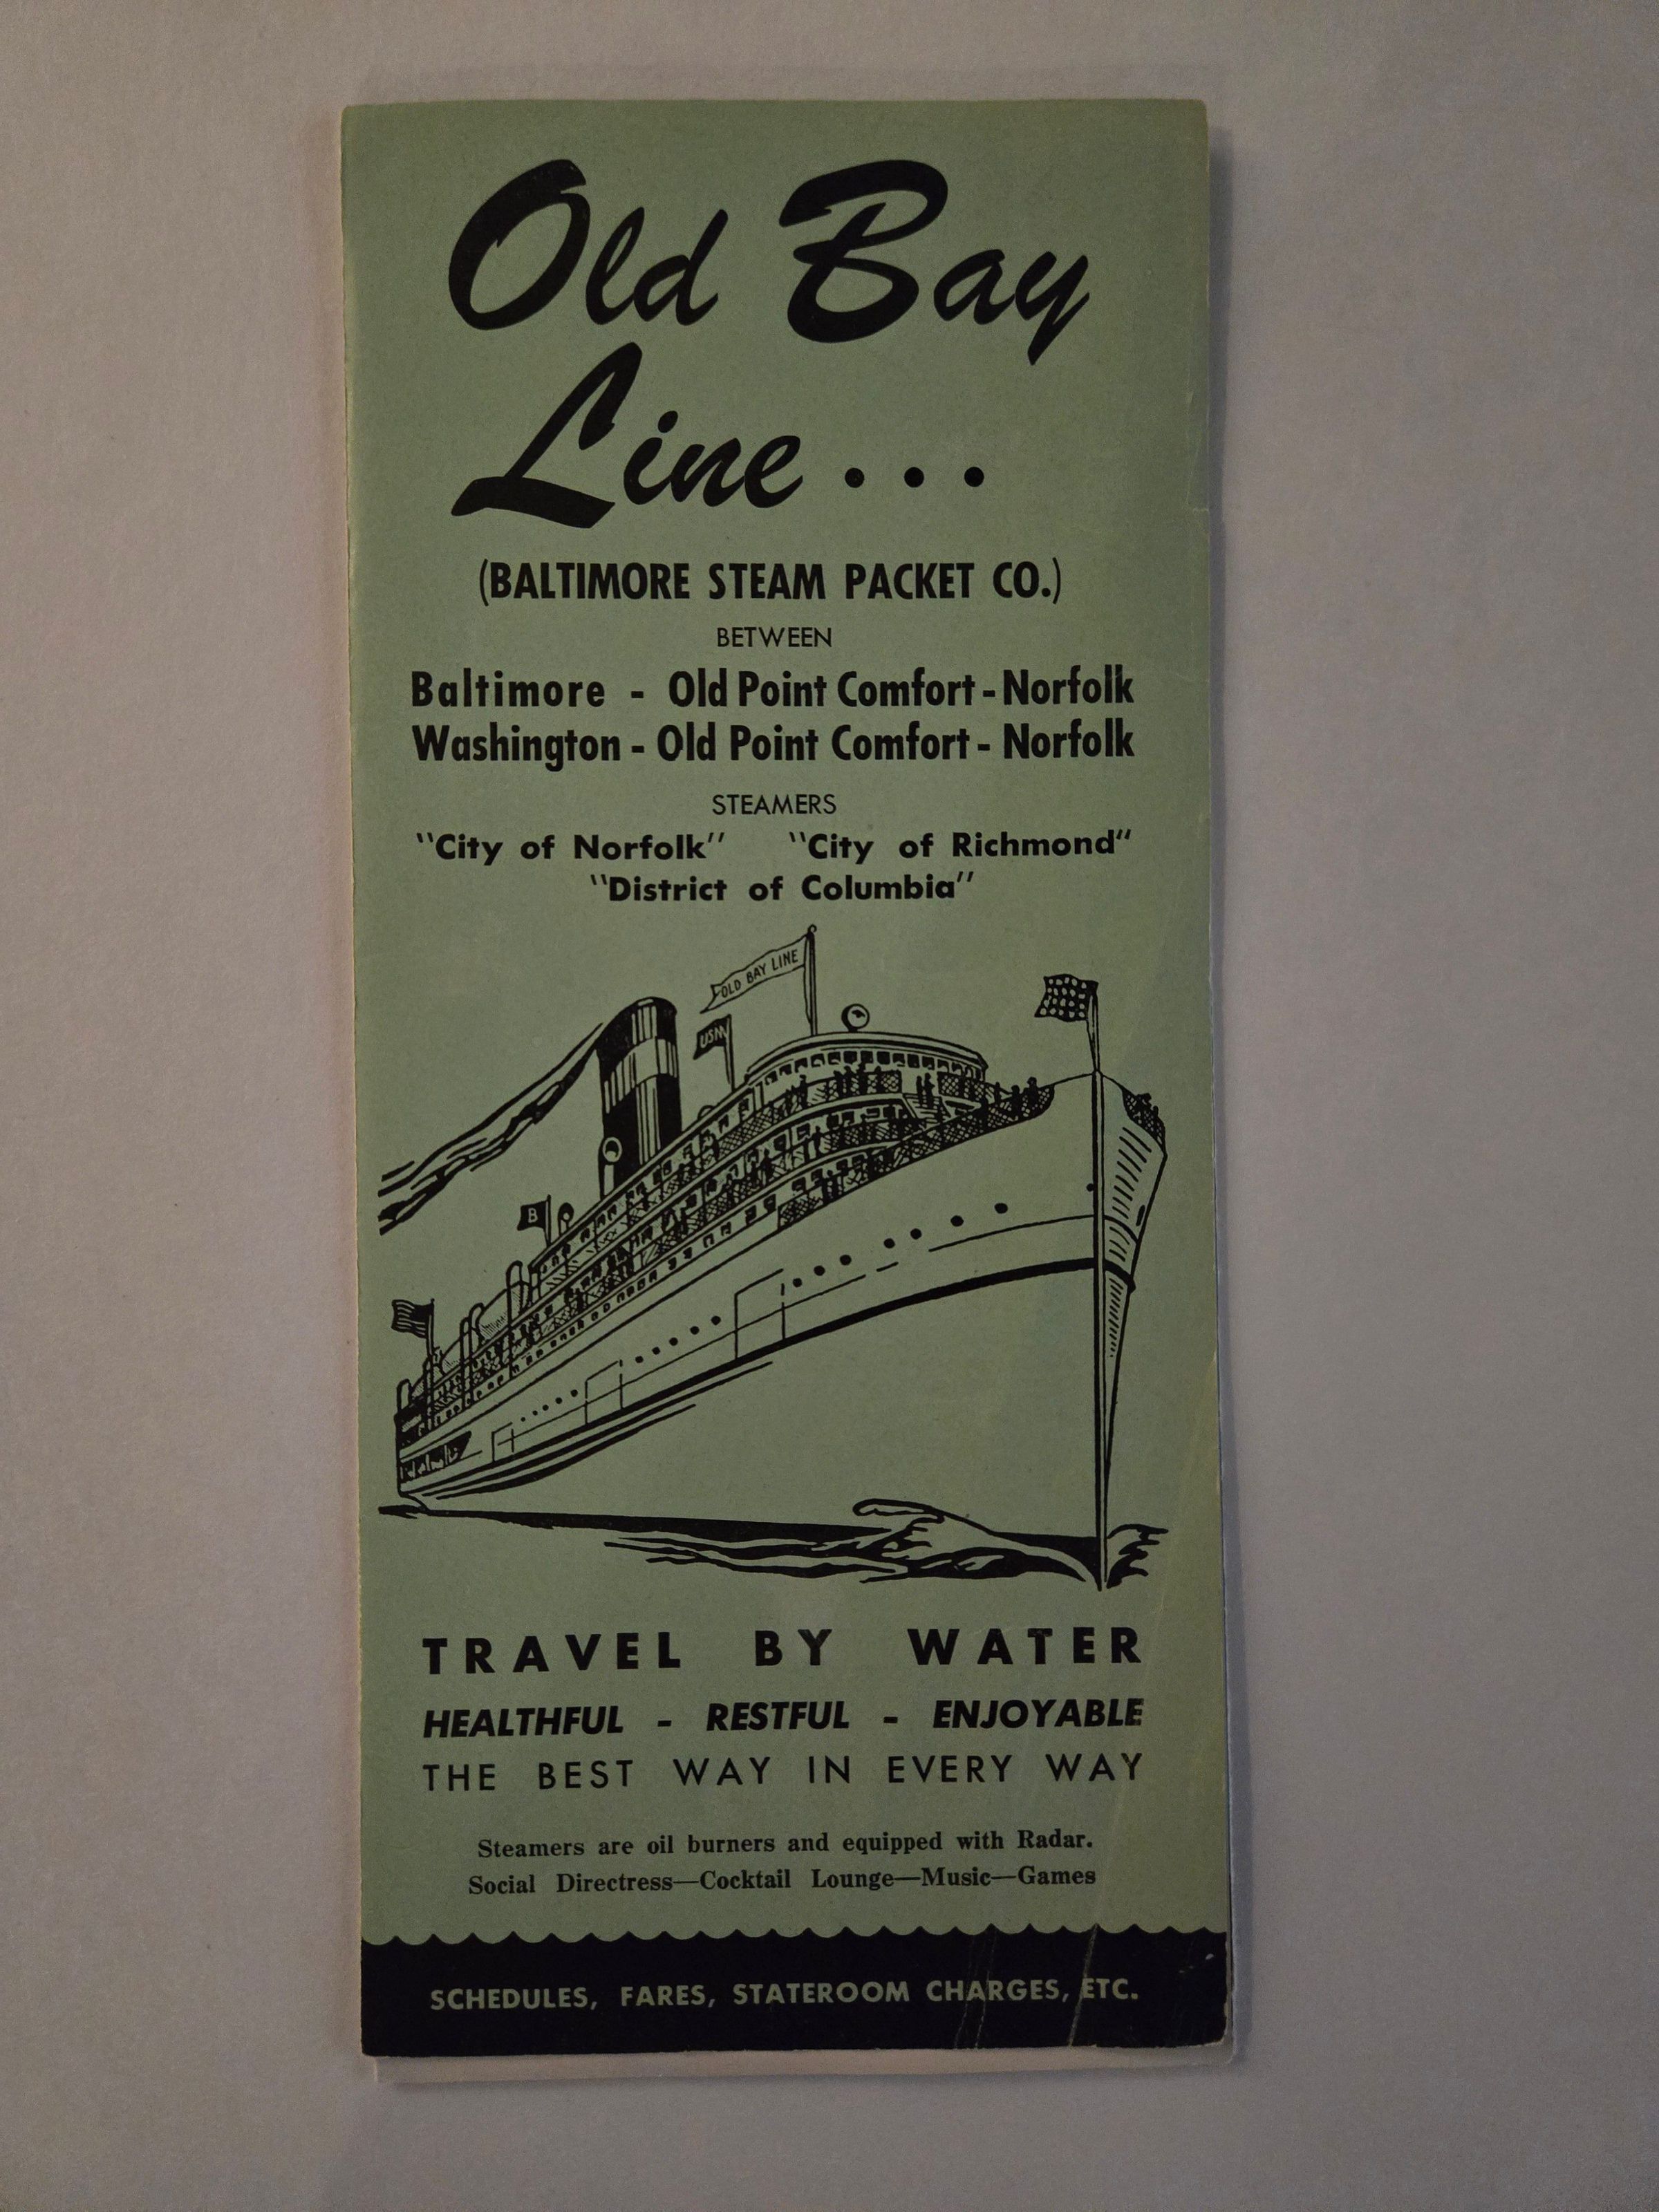 Old Bay
Line...
(BALTIMORE STEAM PACKET CO.)
BETWEEN
Baltimore - Old Point Comfort - Norfolk
Washington - Old Point Comfort - Norfolk
STEAMERS
"City of Norfolk" "City of Richmond"
"District of Columbia"
OLD BAY LINE
USM
B
TRAVEL BY WATER
HEALTHFUL - RESTFUL - ENJOYABLE
THE BEST WAY IN EVERY WAY
Steamers are oil burners and equipped with Radar.
Social Directress—Cocktail Lounge—Music—Games
SCHEDULES, FARES, STATEROOM CHARGES, ETC.